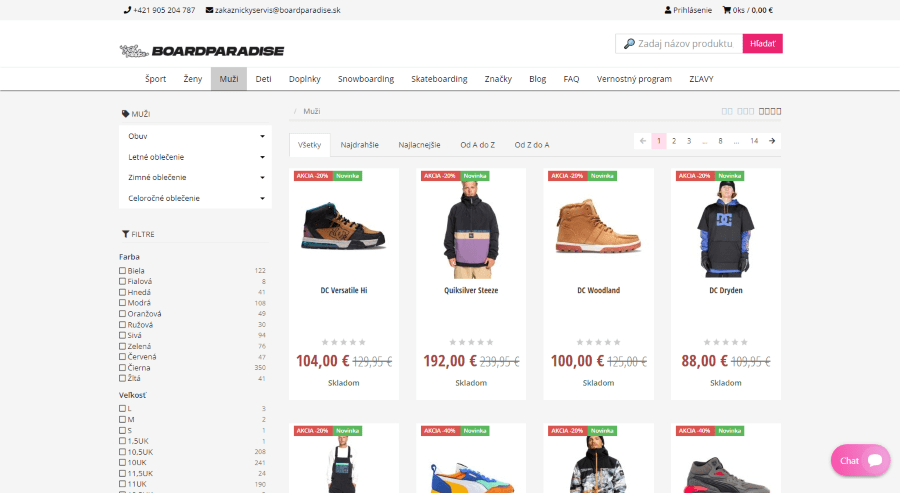 +421 905 204 787 zakaznickyservis@boardparadise.sk Prihlásenie 0ks / 0,00 €
BOARDPARADISE Zadaj názov produktu Hľadať
Šport Ženy Muži Deti Doplnky Snowboarding Skateboarding Značky Blog FAQ Vernostný program ZĽAVY
MUŽI
/ Muži
Obuv
Letné oblečenie
Zimné oblečenie
Celoročné oblečenie
Všetky Najdrahšie Najlacnejšie Od A do Z Od Z do A
← 1 2 3 ... 8 ... 14 →
FILTRE
Farba
Biela 122
Fialová 8
Hnedá 41
Modrá 108
Oranžová 49
Ružová 30
Sivá 94
Zelená 76
Červená 47
Čierna 350
Žltá 41
Veľkosť
L 3
M 2
S 1
1.5UK 1
10,5UK 208
10UK 241
11,5UK 24
11UK 190
AKCIA -20% Novinka
DC Versatile Hi
104,00 € 129,95 €
Skladom
AKCIA -20% Novinka
Quiksilver Steeze
192,00 € 239,95 €
Skladom
AKCIA -20% Novinka
DC Woodland
100,00 € 125,00 €
Skladom
AKCIA -20% Novinka
DC
DC Dryden
88,00 € 109,95 €
Skladom
AKCIA -20% Novinka
AKCIA -40% Novinka
AKCIA -25% Novinka
AKCIA -40% Novinka
Chat